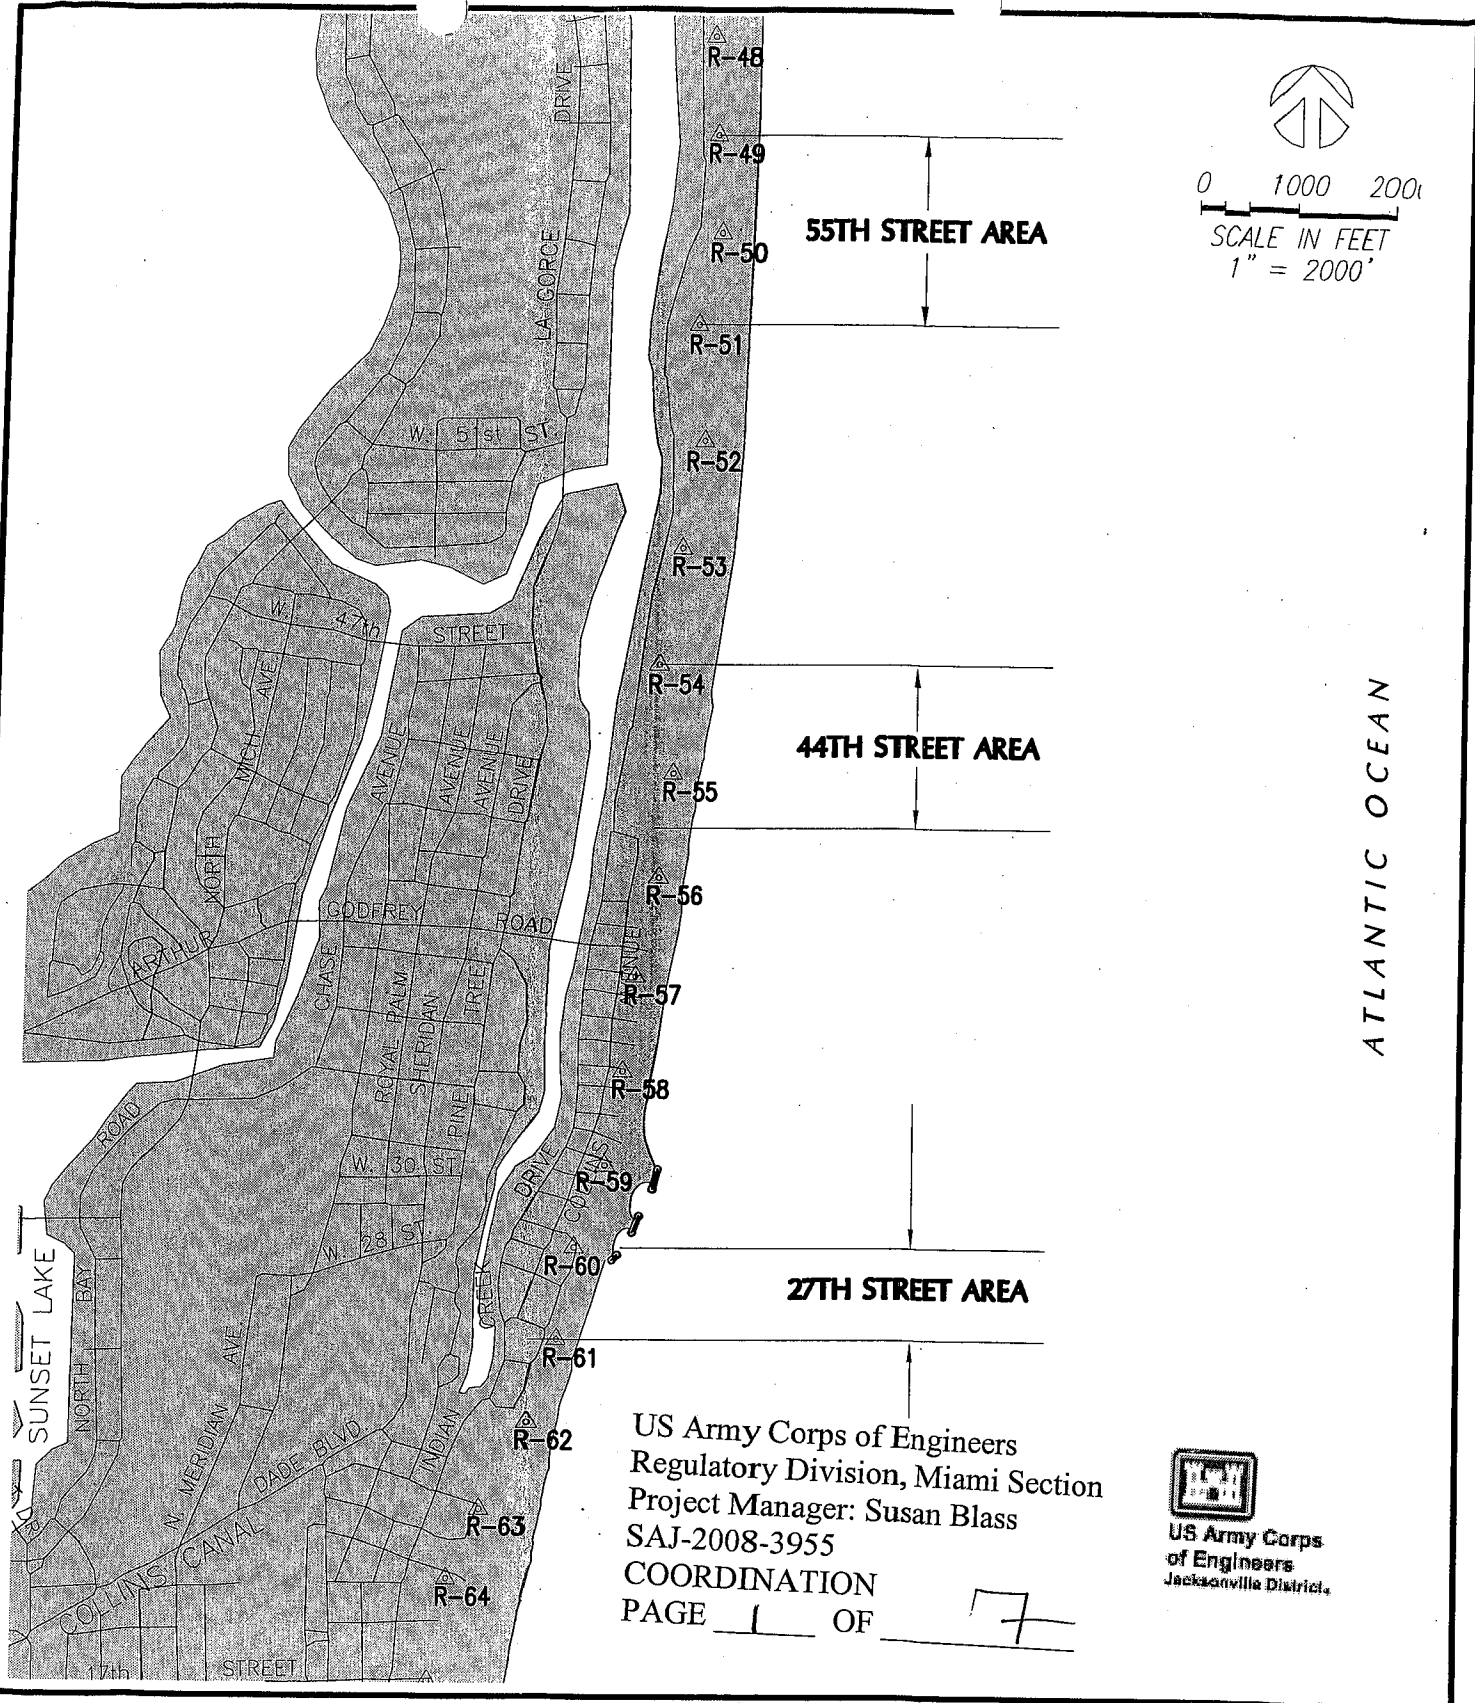 R-48
R-49
55TH STREET AREA
R-50
R-51
R-52
R-53
R-54
44TH STREET AREA
R-55
R-56
R-57
R-58
R-59
R-60
27TH STREET AREA
R-61
R-62
R-63
R-64
0 1000
SCALE IN FEET
1" = 2000'
ATLANTIC OCEAN
LA GORCE DRIVE
W. 51st ST.
W. 47th STREET
MICH. AVE.
NORTH
AVENUE
AVENUE
AVENUE
DRIVE
GODFREY ROAD
ARTHUR
CHASE
ROYAL PALM
SHERIDAN
PINE TREE
ROAD
W. 30 ST
W. 28 ST
DRIVE
COLLINS
CREEK
INDIAN
SUNSET LAKE
NORTH BAY
N MERIDIAN AVE
DADE BLVD.
COLLINS CANAL
DR
17th STREET
US Army Corps of Engineers
Regulatory Division, Miami Section
Project Manager: Susan Blass
SAJ-2008-3955
COORDINATION
PAGE 1 OF 7
US Army Corps
of Engineers
Jacksonville District